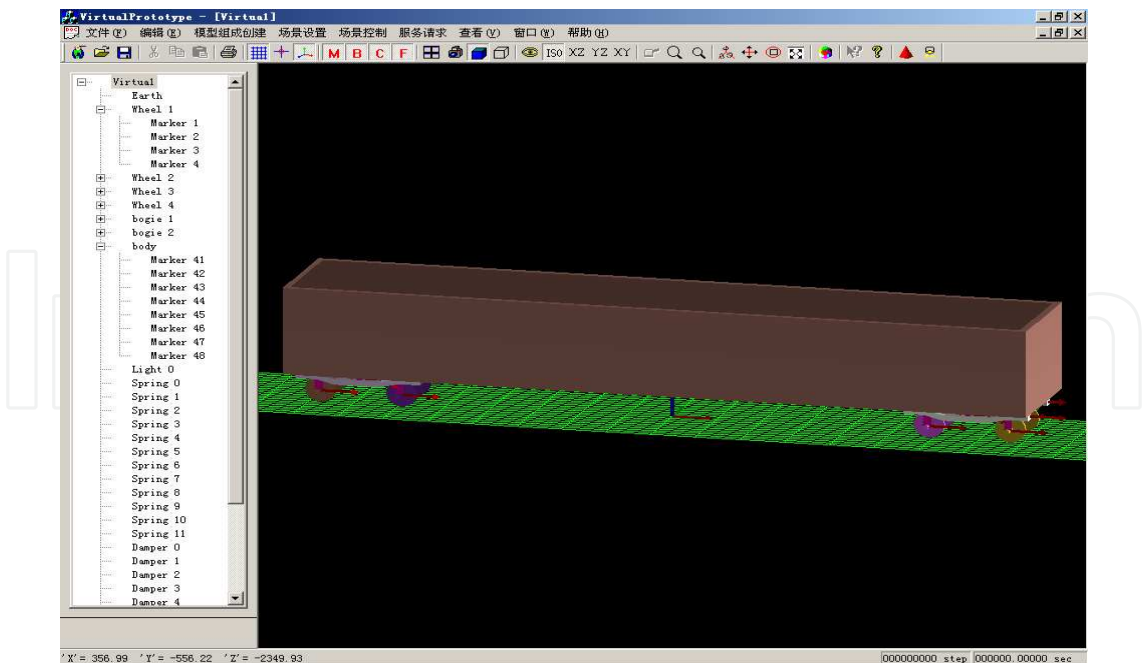 VirtualPrototype - [Virtual]
文件(F) 编辑(E) 模型组成创建 场景设置 场景控制 服务请求 查看(V) 窗口(W) 帮助(H)
M B C F ISO XZ YZ XY
Virtual
Earth
Wheel 1
Marker 1
Marker 2
Marker 3
Marker 4
Wheel 2
Wheel 3
Wheel 4
bogie 1
bogie 2
body
Marker 41
Marker 42
Marker 43
Marker 44
Marker 45
Marker 46
Marker 47
Marker 48
Light 0
Spring 0
Spring 1
Spring 2
Spring 3
Spring 4
Spring 5
Spring 6
Spring 7
Spring 8
Spring 9
Spring 10
Spring 11
Damper 0
Damper 1
Damper 2
Damper 3
Damper 4
'X'= 356.99 'Y'= -556.22 'Z'= -2349.93 000000000 step 000000.00000 sec